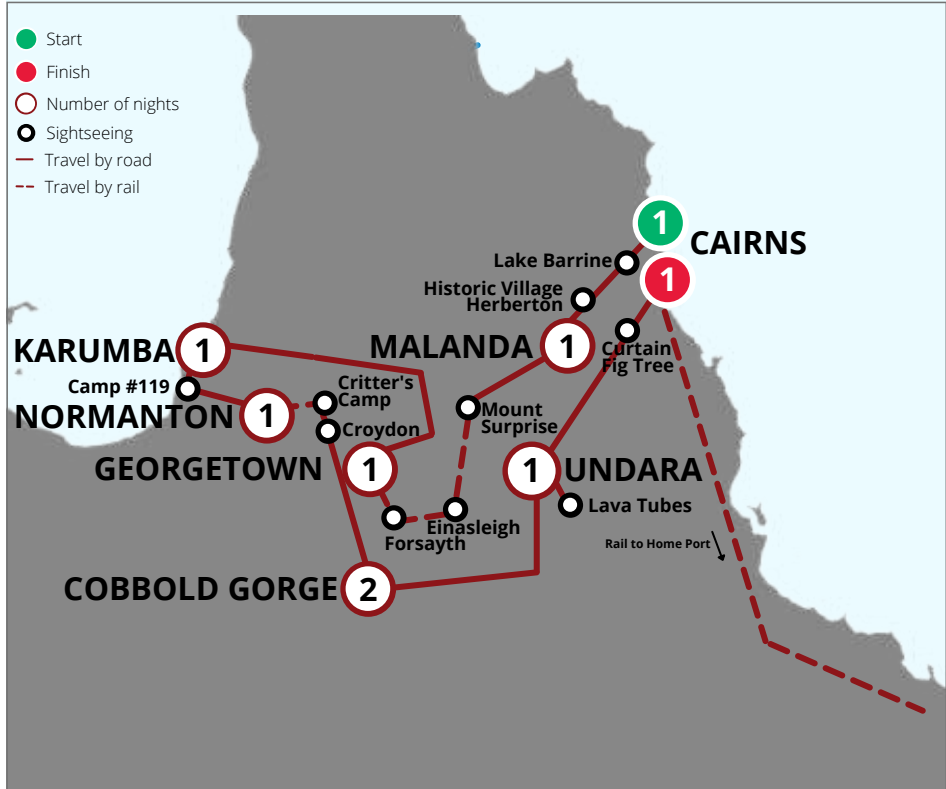 Start
Finish
Number of nights
Sightseeing
Travel by road
Travel by rail
1
CAIRNS
Lake Barrine
1
Historic Village
Herberton
KARUMBA
1
MALANDA
1
Curtain
Fig Tree
Camp #119
Critter's
Camp
NORMANTON
1
Mount
Surprise
Croydon
GEORGETOWN
1
1
UNDARA
Lava Tubes
Einasleigh
Forsayth
Rail to Home Port
COBBOLD GORGE
2